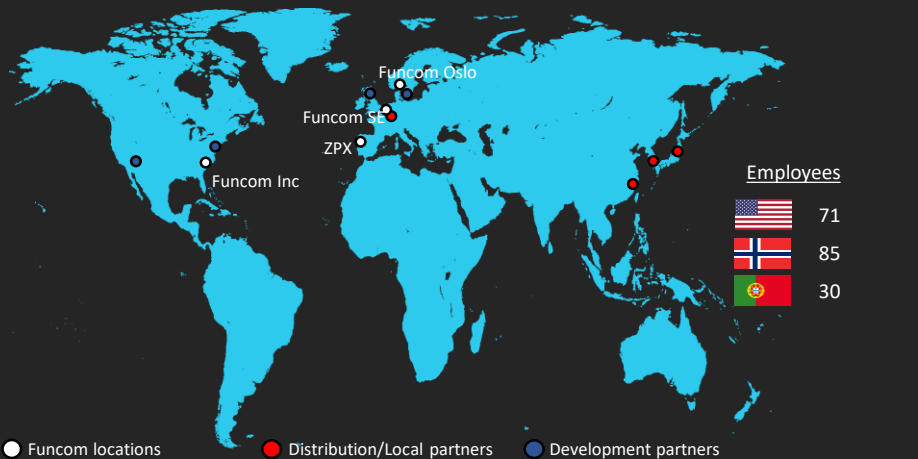 Funcom Oslo
Funcom SE
ZPX
Funcom Inc
Employees
71
85
30
Funcom locations
Distribution/Local partners
Development partners